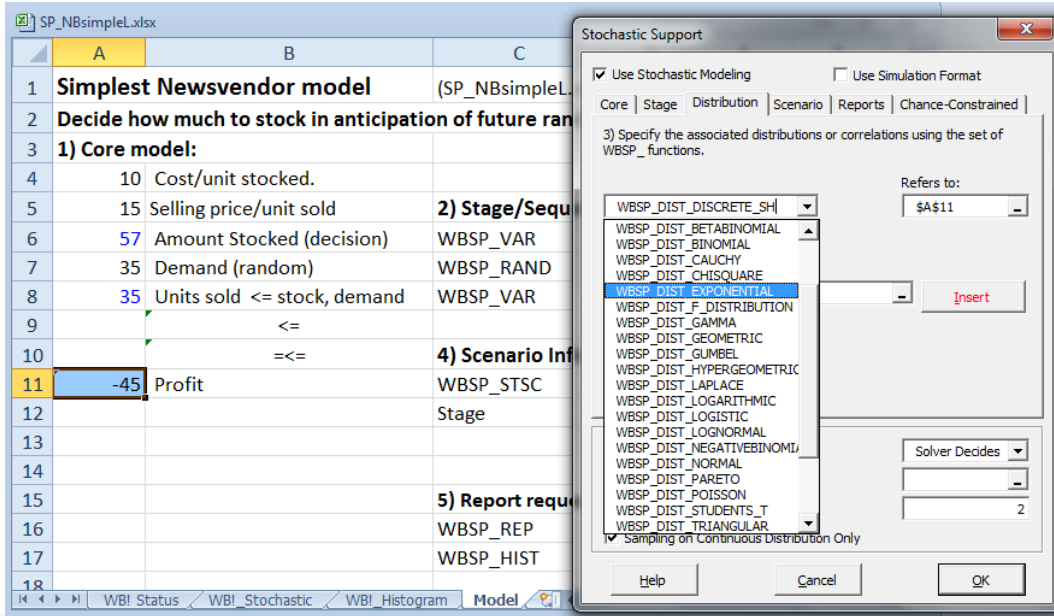 SP_NBsimpleL.xlsx
A B C
1 Simplest Newsvendor model (SP_NBsimpleL.
2 Decide how much to stock in anticipation of future ran
3 1) Core model:
4 10 Cost/unit stocked.
5 15 Selling price/unit sold 2) Stage/Sequ
6 57 Amount Stocked (decision) WBSP_VAR
7 35 Demand (random) WBSP_RAND
8 35 Units sold <= stock, demand WBSP_VAR
9 <=
10 =<= 4) Scenario Inf
11 -45 Profit WBSP_STSC
12 Stage
13
14
15 5) Report reque
16 WBSP_REP
17 WBSP_HIST
18
WB! Status WB!_Stochastic WB!_Histogram Model
Stochastic Support
Use Stochastic Modeling Use Simulation Format
Core Stage Distribution Scenario Reports Chance-Constrained
3) Specify the associated distributions or correlations using the set of
WBSP_ functions.
Refers to:
WBSP_DIST_DISCRETE_SH $A$11
WBSP_DIST_BETABINOMIAL
WBSP_DIST_BINOMIAL
WBSP_DIST_CAUCHY
WBSP_DIST_CHISQUARE
WBSP_DIST_EXPONENTIAL
WBSP_DIST_F_DISTRIBUTION
WBSP_DIST_GAMMA
WBSP_DIST_GEOMETRIC
WBSP_DIST_GUMBEL
WBSP_DIST_HYPERGEOMETRIC
WBSP_DIST_LAPLACE
WBSP_DIST_LOGARITHMIC
WBSP_DIST_LOGISTIC
WBSP_DIST_LOGNORMAL
WBSP_DIST_NEGATIVEBINOMI
WBSP_DIST_NORMAL
WBSP_DIST_PARETO
WBSP_DIST_POISSON
WBSP_DIST_STUDENTS_T
WBSP_DIST_TRIANGULAR
Insert
Solver Decides
2
Sampling on Continuous Distribution Only
Help Cancel OK